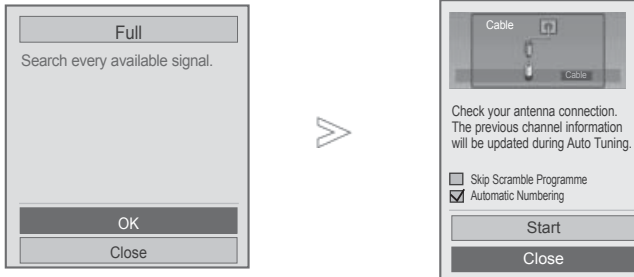 Full
Search every available signal.
OK
Close
Cable
Cable
Check your antenna connection.
The previous channel information
will be updated during Auto Tuning.
Skip Scramble Programme
Automatic Numbering
Start
Close